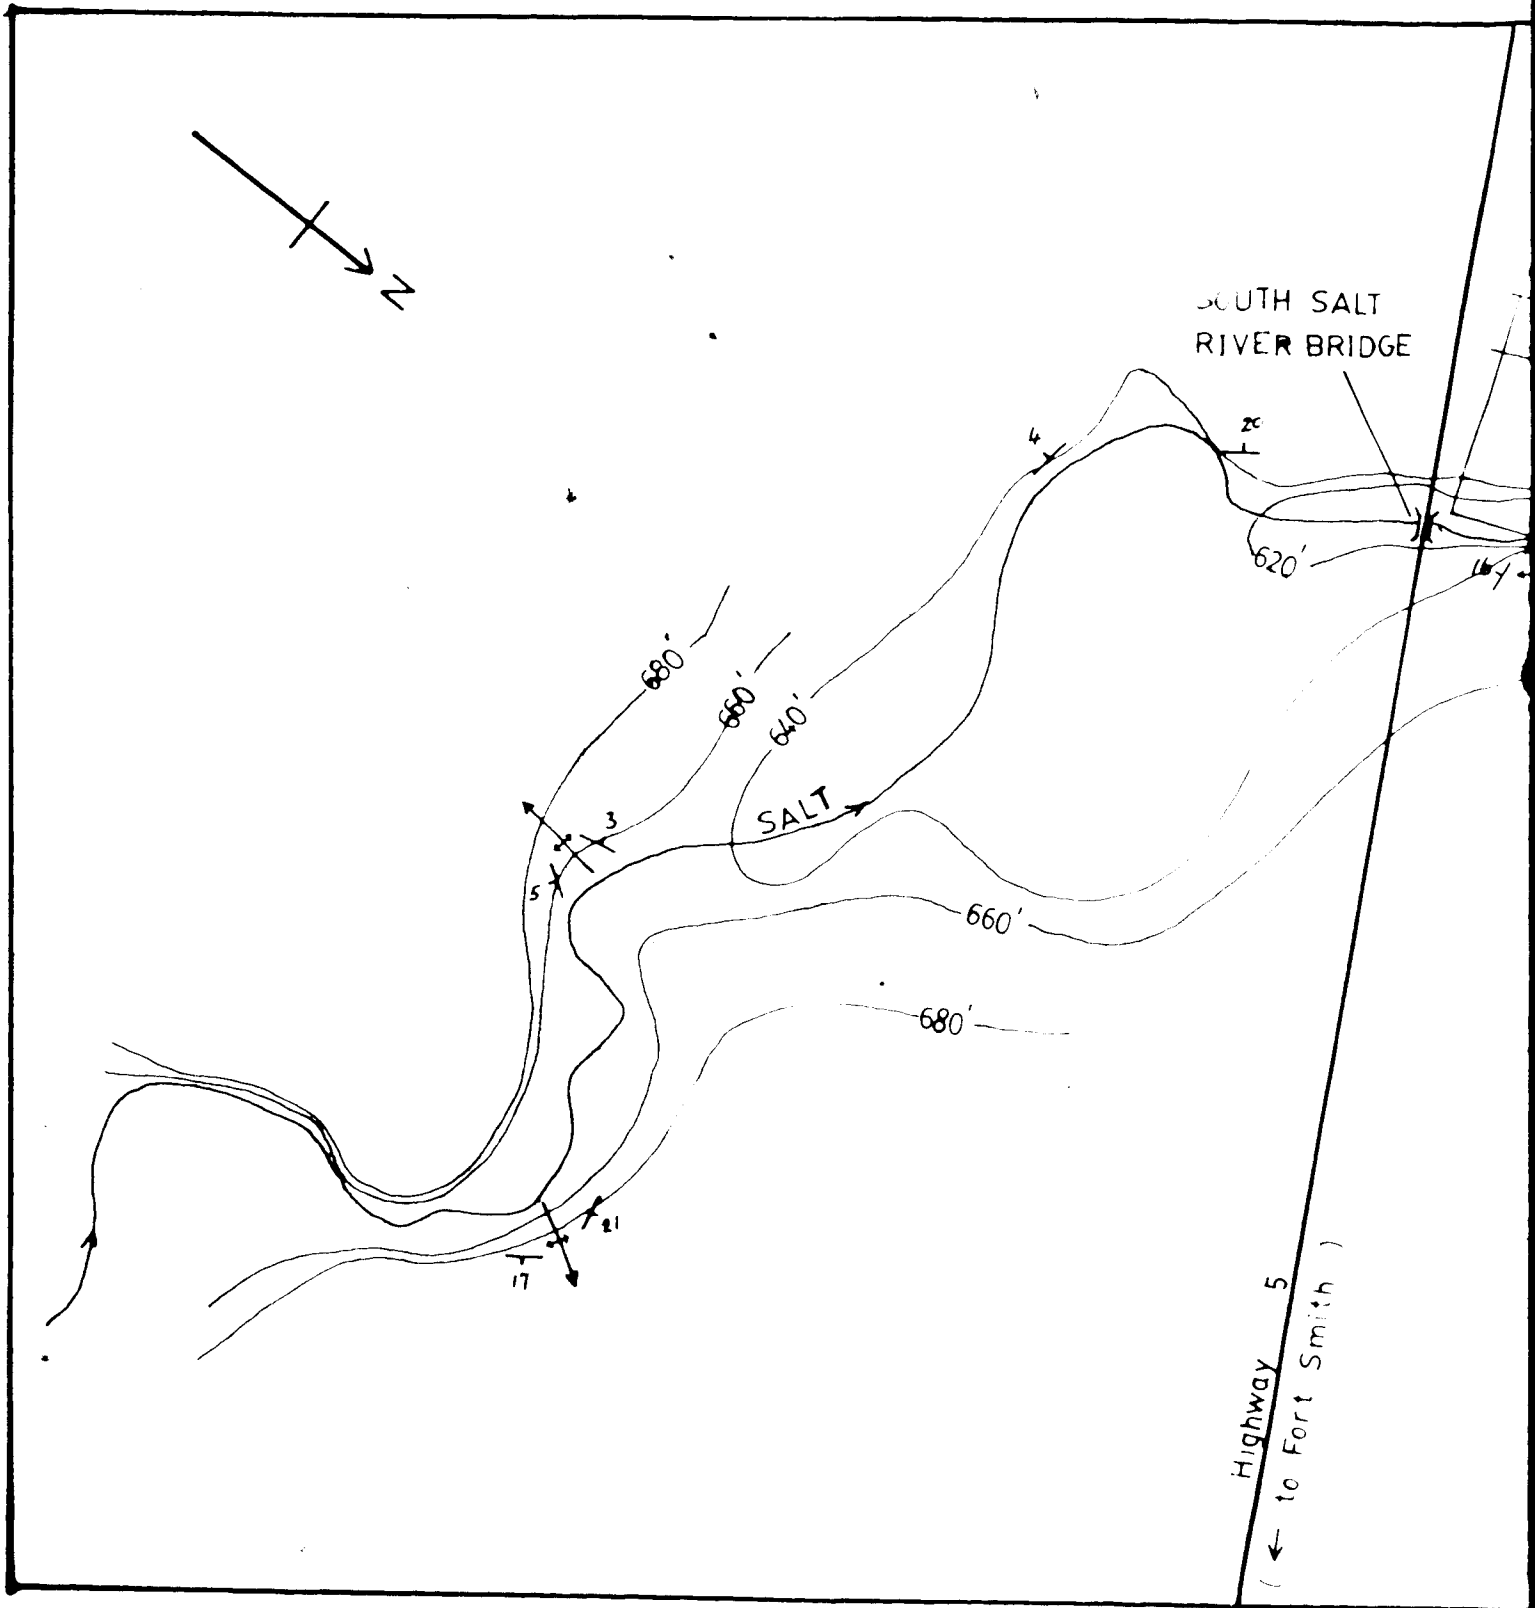 N
SOUTH SALT
RIVER BRIDGE
4
620'
680'
660'
640'
SALT
3
5
660'
680'
21
17
Highway 5
( ← to Fort Smith )